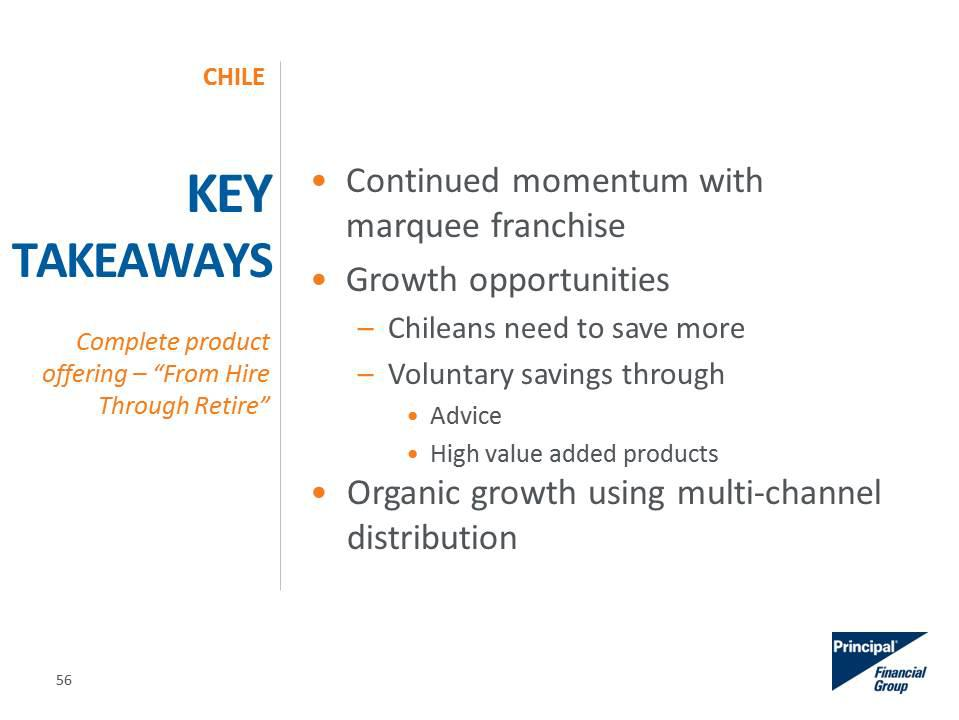 CHILE
KEY
TAKEAWAYS
Complete product
offering – “From Hire
Through Retire”
• Continued momentum with
marquee franchise
• Growth opportunities
– Chileans need to save more
– Voluntary savings through
• Advice
• High value added products
• Organic growth using multi-channel
distribution
56
Principal®
Financial
Group